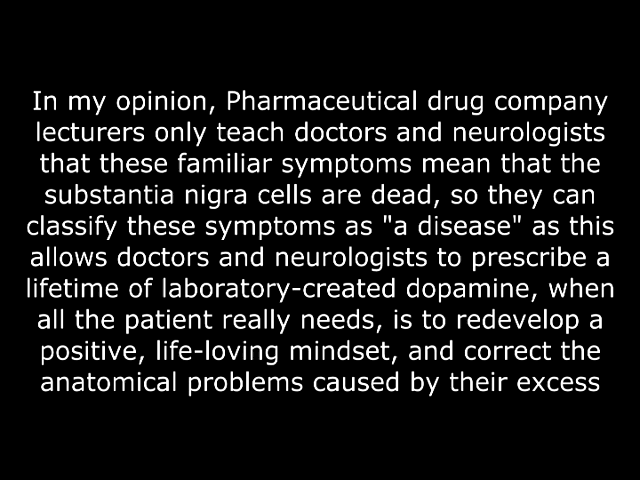 In my opinion, Pharmaceutical drug company
lecturers only teach doctors and neurologists
that these familiar symptoms mean that the
substantia nigra cells are dead, so they can
classify these symptoms as "a disease" as this
allows doctors and neurologists to prescribe a
lifetime of laboratory-created dopamine, when
all the patient really needs, is to redevelop a
positive, life-loving mindset, and correct the
anatomical problems caused by their excess